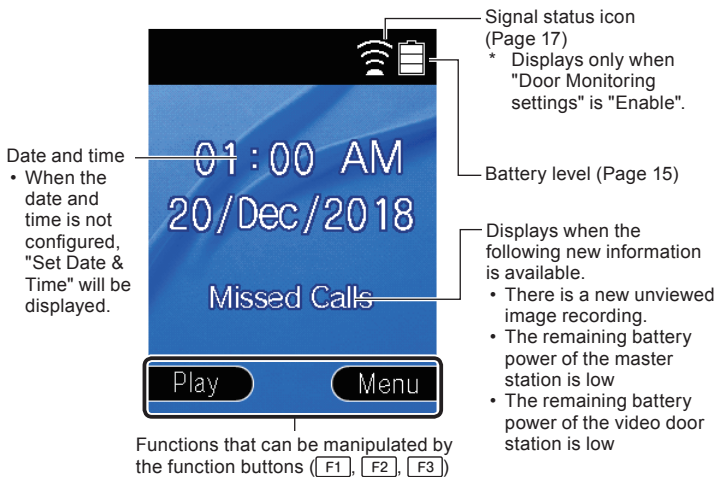 Signal status icon
(Page 17)
* Displays only when
"Door Monitoring
settings" is "Enable".
Date and time
• When the
date and
time is not
configured,
"Set Date &
Time" will be
displayed.
01:00 AM
20/Dec/2018
Missed Calls
Play
Menu
Battery level (Page 15)
Displays when the
following new information
is available.
• There is a new unviewed
image recording.
• The remaining battery
power of the master
station is low
• The remaining battery
power of the video door
station is low
Functions that can be manipulated by
the function buttons ( F1 , F2 , F3 )